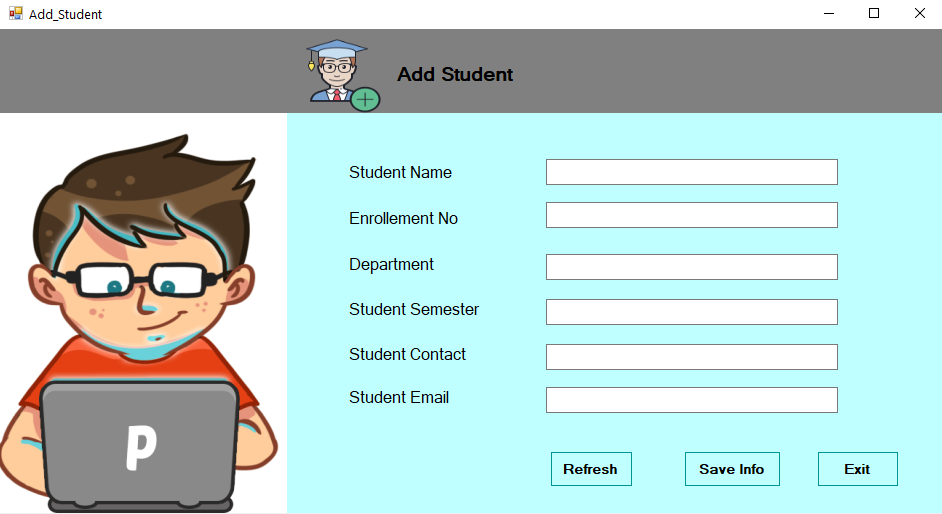 Add_Student
Add Student
Student Name
Enrollement No
Department
Student Semester
Student Contact
Student Email
P
Refresh Save Info Exit